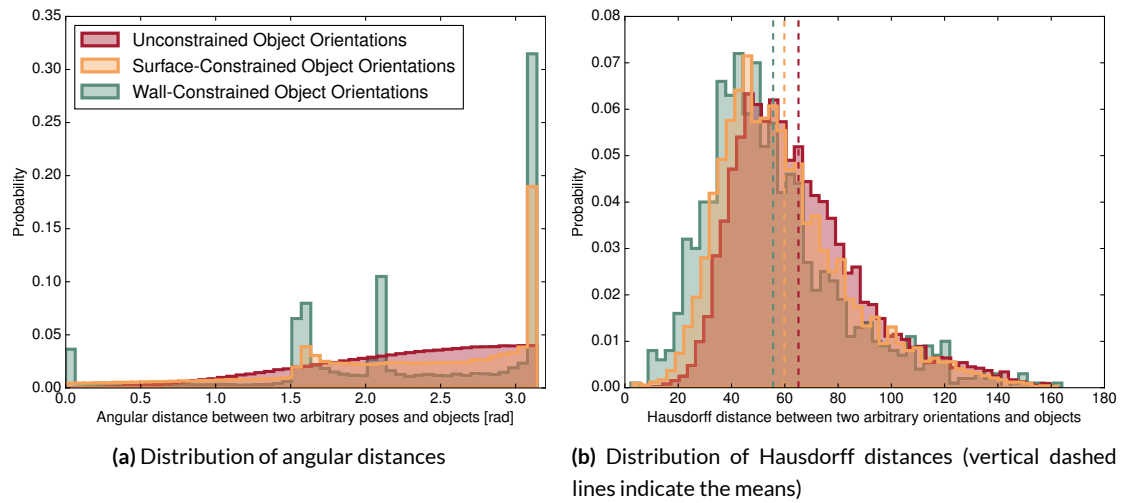 0.35
0.30
0.25
0.20
0.15
0.10
0.05
0.00
Probability
Unconstrained Object Orientations
Surface-Constrained Object Orientations
Wall-Constrained Object Orientations
0.0 0.5 1.0 1.5 2.0 2.5 3.0
Angular distance between two arbitrary poses and objects [rad]
(a) Distribution of angular distances
0.08
0.07
0.06
0.05
0.04
0.03
0.02
0.01
0.00
Probability
0 20 40 60 80 100 120 140 160 180
Hausdorff distance between two arbitrary orientations and objects
(b) Distribution of Hausdorff distances (vertical dashed
lines indicate the means)